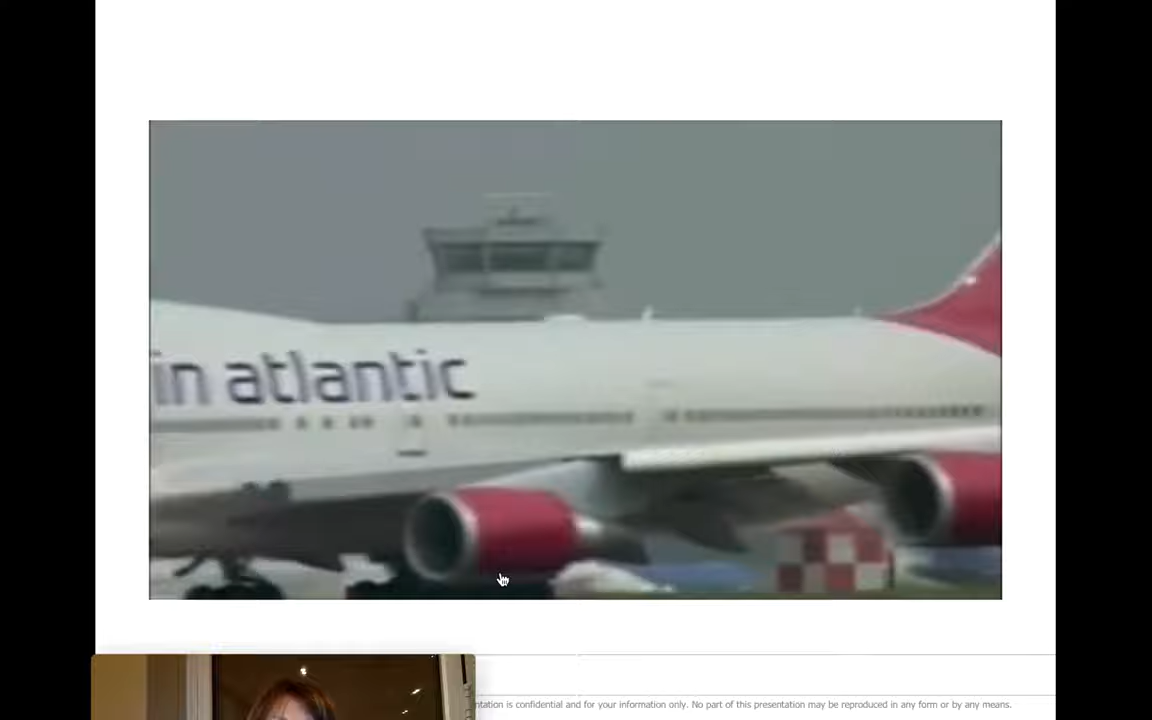 in atlantic
ntation is confidential and for your information only. No part of this presentation may be reproduced in any form or by any means.